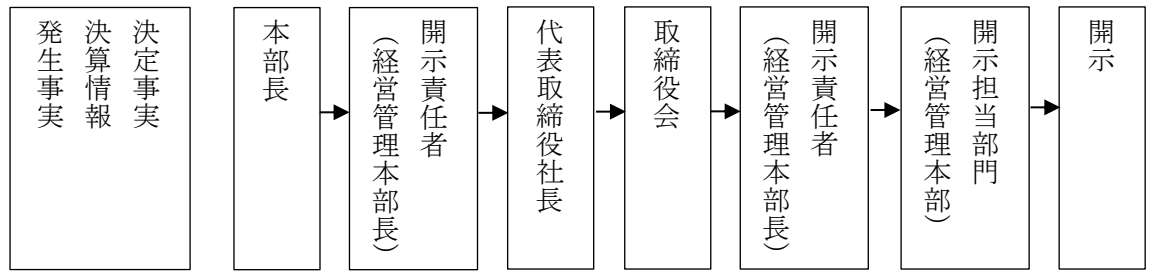 決定事実
決算情報
発生事実
本部長
開示責任者
（経営管理本部長）
代表取締役社長
取締役会
開示責任者
（経営管理本部長）
開示担当部門
（経営管理本部）
開示